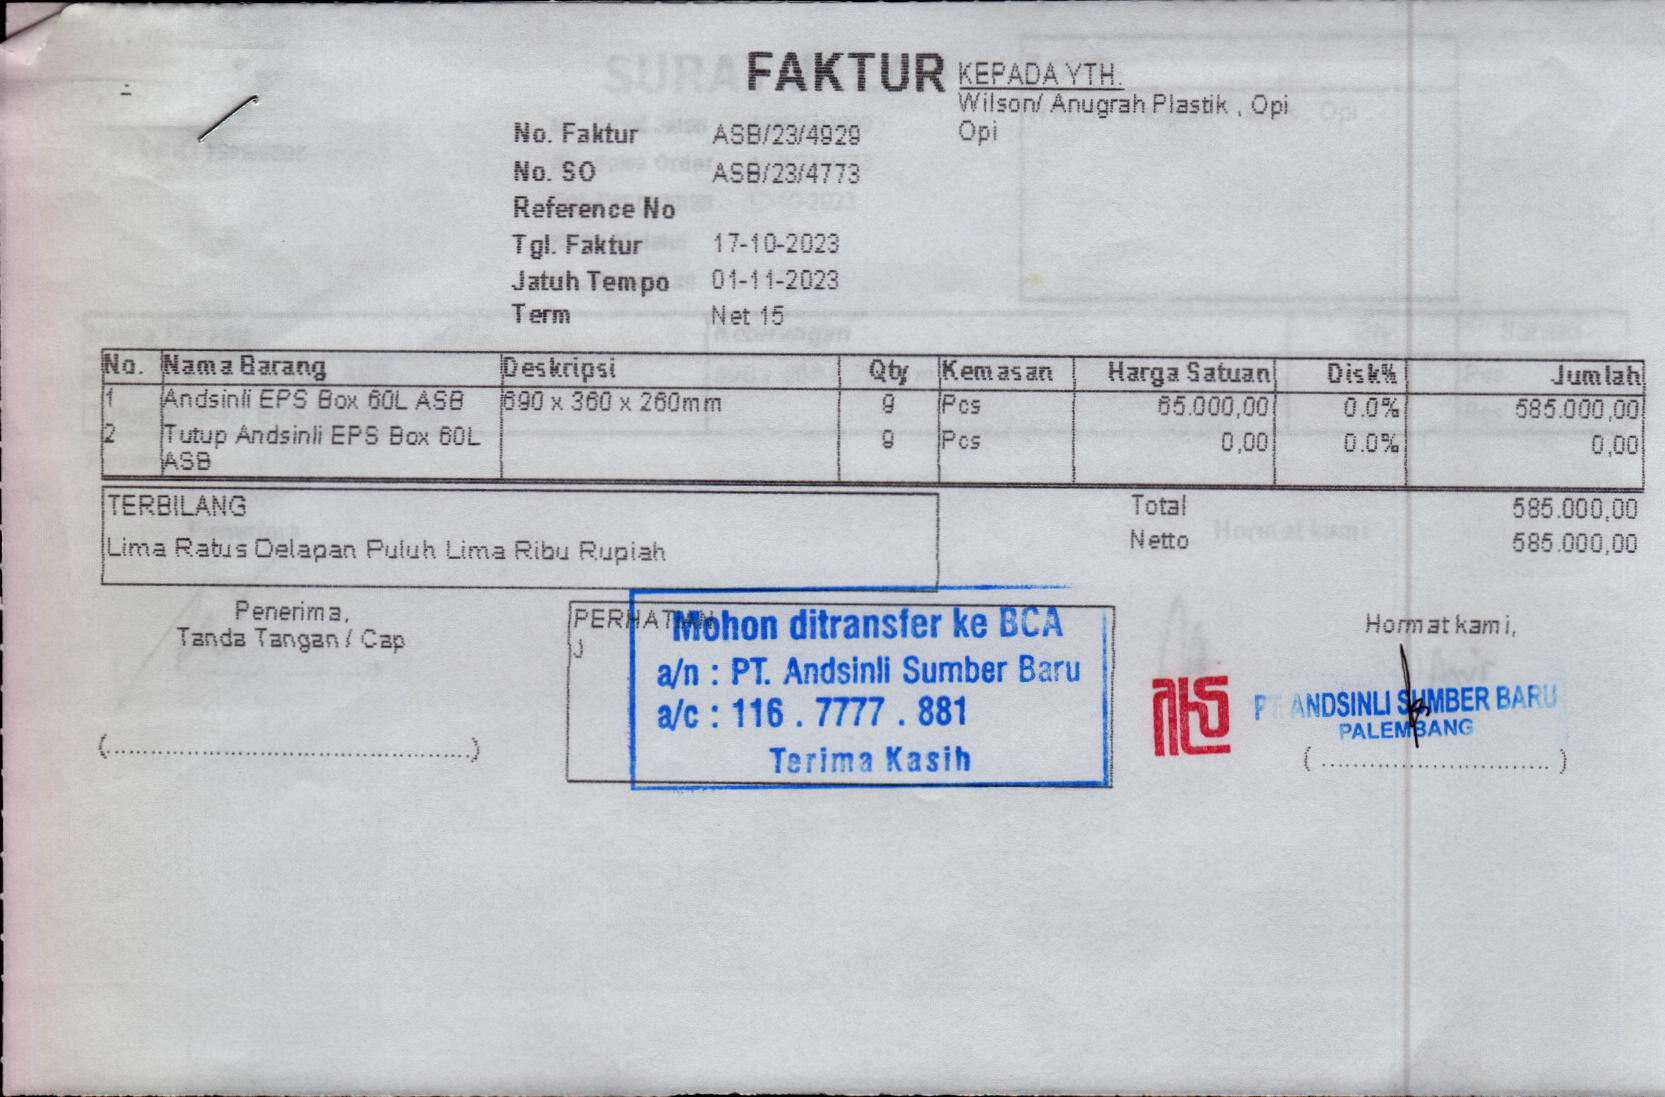 FAKTUR
KEPADA YTH.
Wilson/ Anugrah Plastik , Opi
Opi
No. Faktur ASB/23/4929
No. SO ASB/23/4773
Reference No
Tgl. Faktur 17-10-2023
Jatuh Tempo 01-11-2023
Term Net 15
No. Nama Barang Deskripsi Qty Kemasan Harga Satuan Disk% Jumlah
1 Andsinli EPS Box 60L ASB 690 x 360 x 260mm 9 Pcs 65.000,00 0.0% 585.000,00
2 Tutup Andsinli EPS Box 60L 9 Pcs 0,00 0.0% 0,00
ASB
TERBILANG
Lima Ratus Delapan Puluh Lima Ribu Rupiah
Total 585.000,00
Netto 585.000,00
Penerima,
Tanda Tangan / Cap
PERHATIAN
Mohon ditransfer ke BCA
a/n : PT. Andsinli Sumber Baru
a/c : 116 . 7777 . 881
Terima Kasih
Hormat kami,
PT. ANDSINLI SUMBER BARU
PALEMBANG